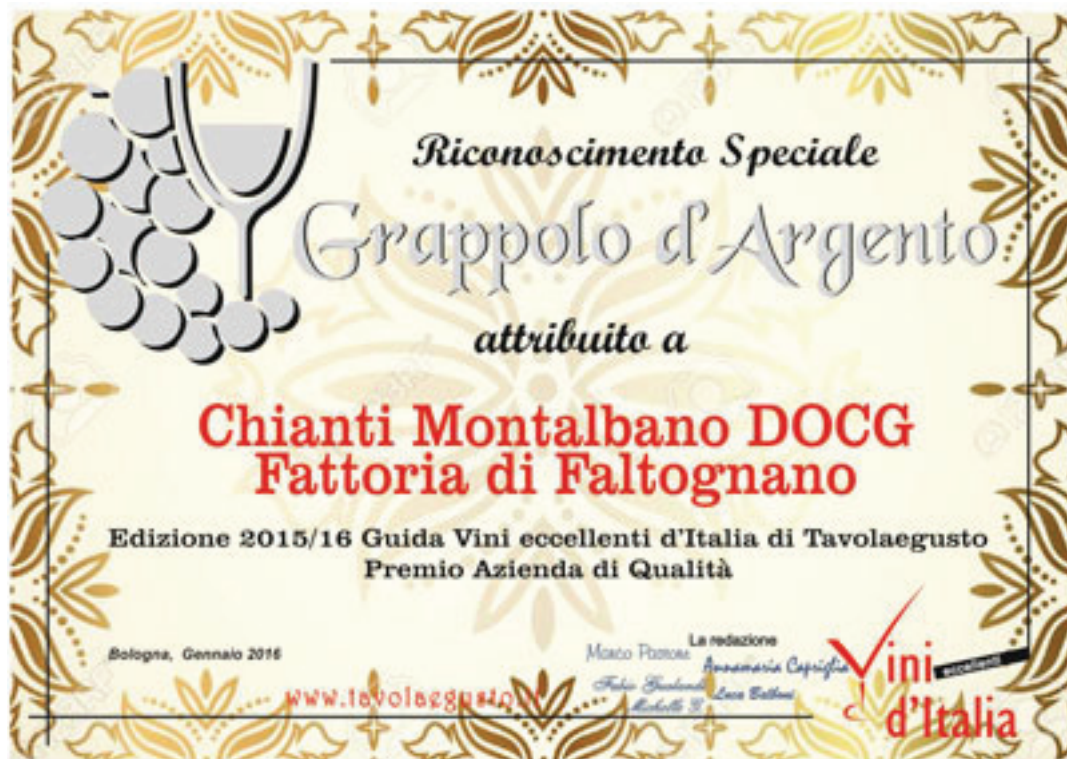 Riconoscimento Speciale
Grappolo d'Argento
attribuito a
Chianti Montalbano DOCG
Fattoria di Faltognano
Edizione 2015/16 Guida Vini eccellenti d'Italia di Tavolaegusto
Premio Azienda di Qualità
Bologna, Gennaio 2016
La redazione
Marco
Annamaria Capriglia
Fabio
Luca
Michelle G.
www.tavolaegusto.it
Vini
eccellenti
d'Italia